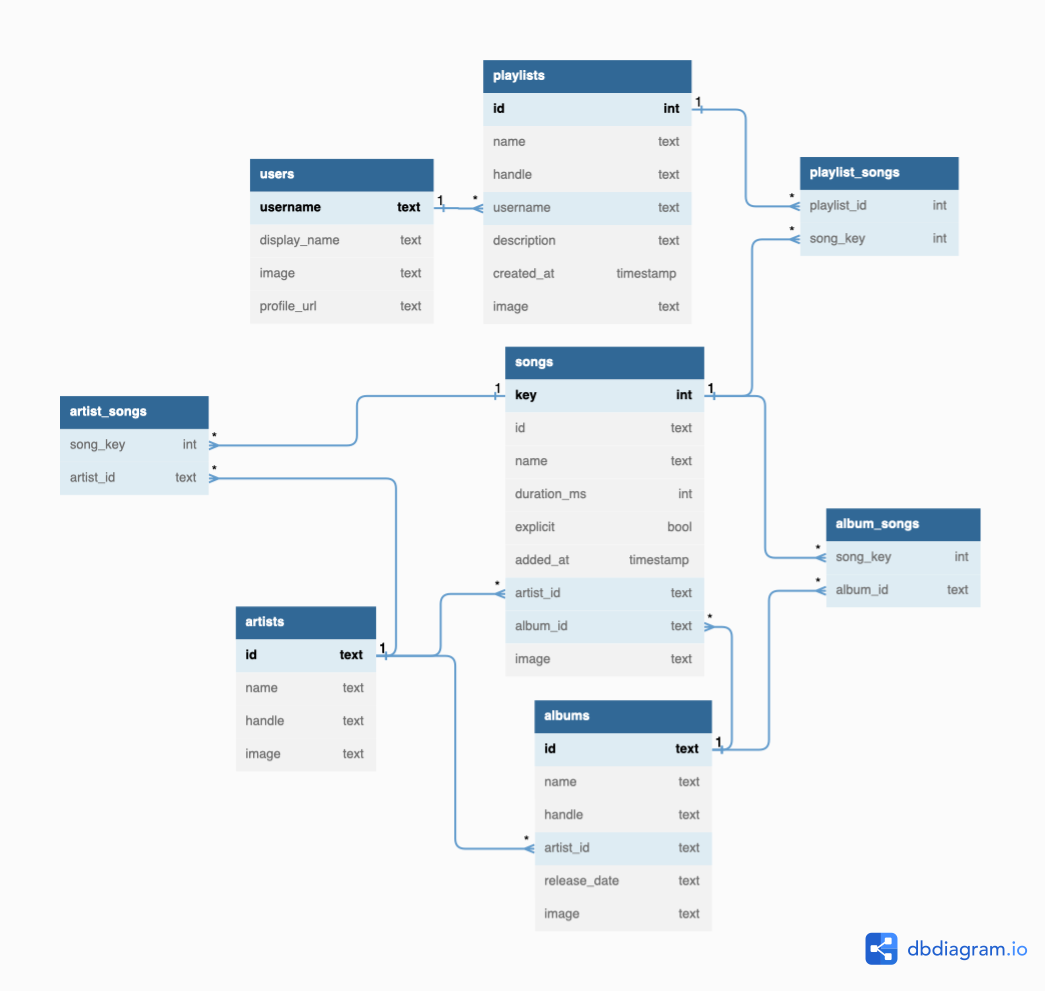 playlists
id int
name text
handle text
username text
description text
created_at timestamp
image text
1
*
playlist_songs
playlist_id int
song_key int
*
*
users
username text
display_name text
image text
profile_url text
1
*
songs
key int
id text
name text
duration_ms int
explicit bool
added_at timestamp
artist_id text
album_id text
image text
1
1
*
*
artist_songs
song_key int
artist_id text
*
*
album_songs
song_key int
album_id text
*
*
artists
id text
name text
handle text
image text
1
albums
id text
name text
handle text
artist_id text
release_date text
image text
1
*
dbdiagram.io